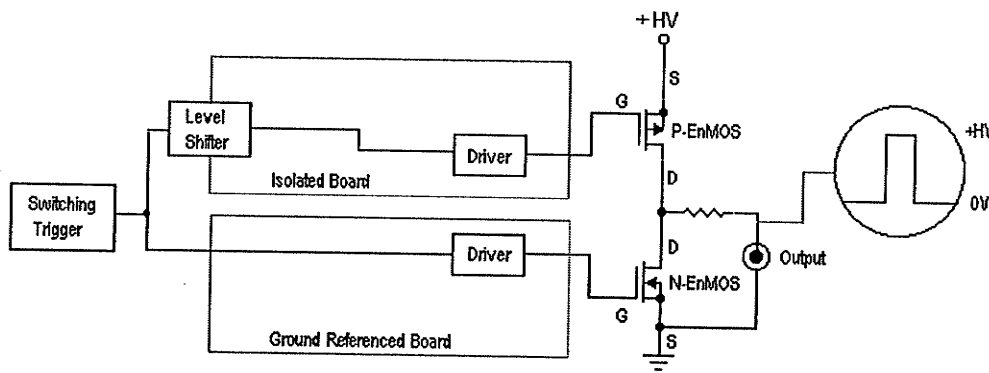 +HV
S
G
Level
Shifter
P-EnMOS
+HV
Driver
D
Isolated Board
Switching
Trigger
0V
D
Driver
Output
N-EnMOS
G
Ground Referenced Board
S